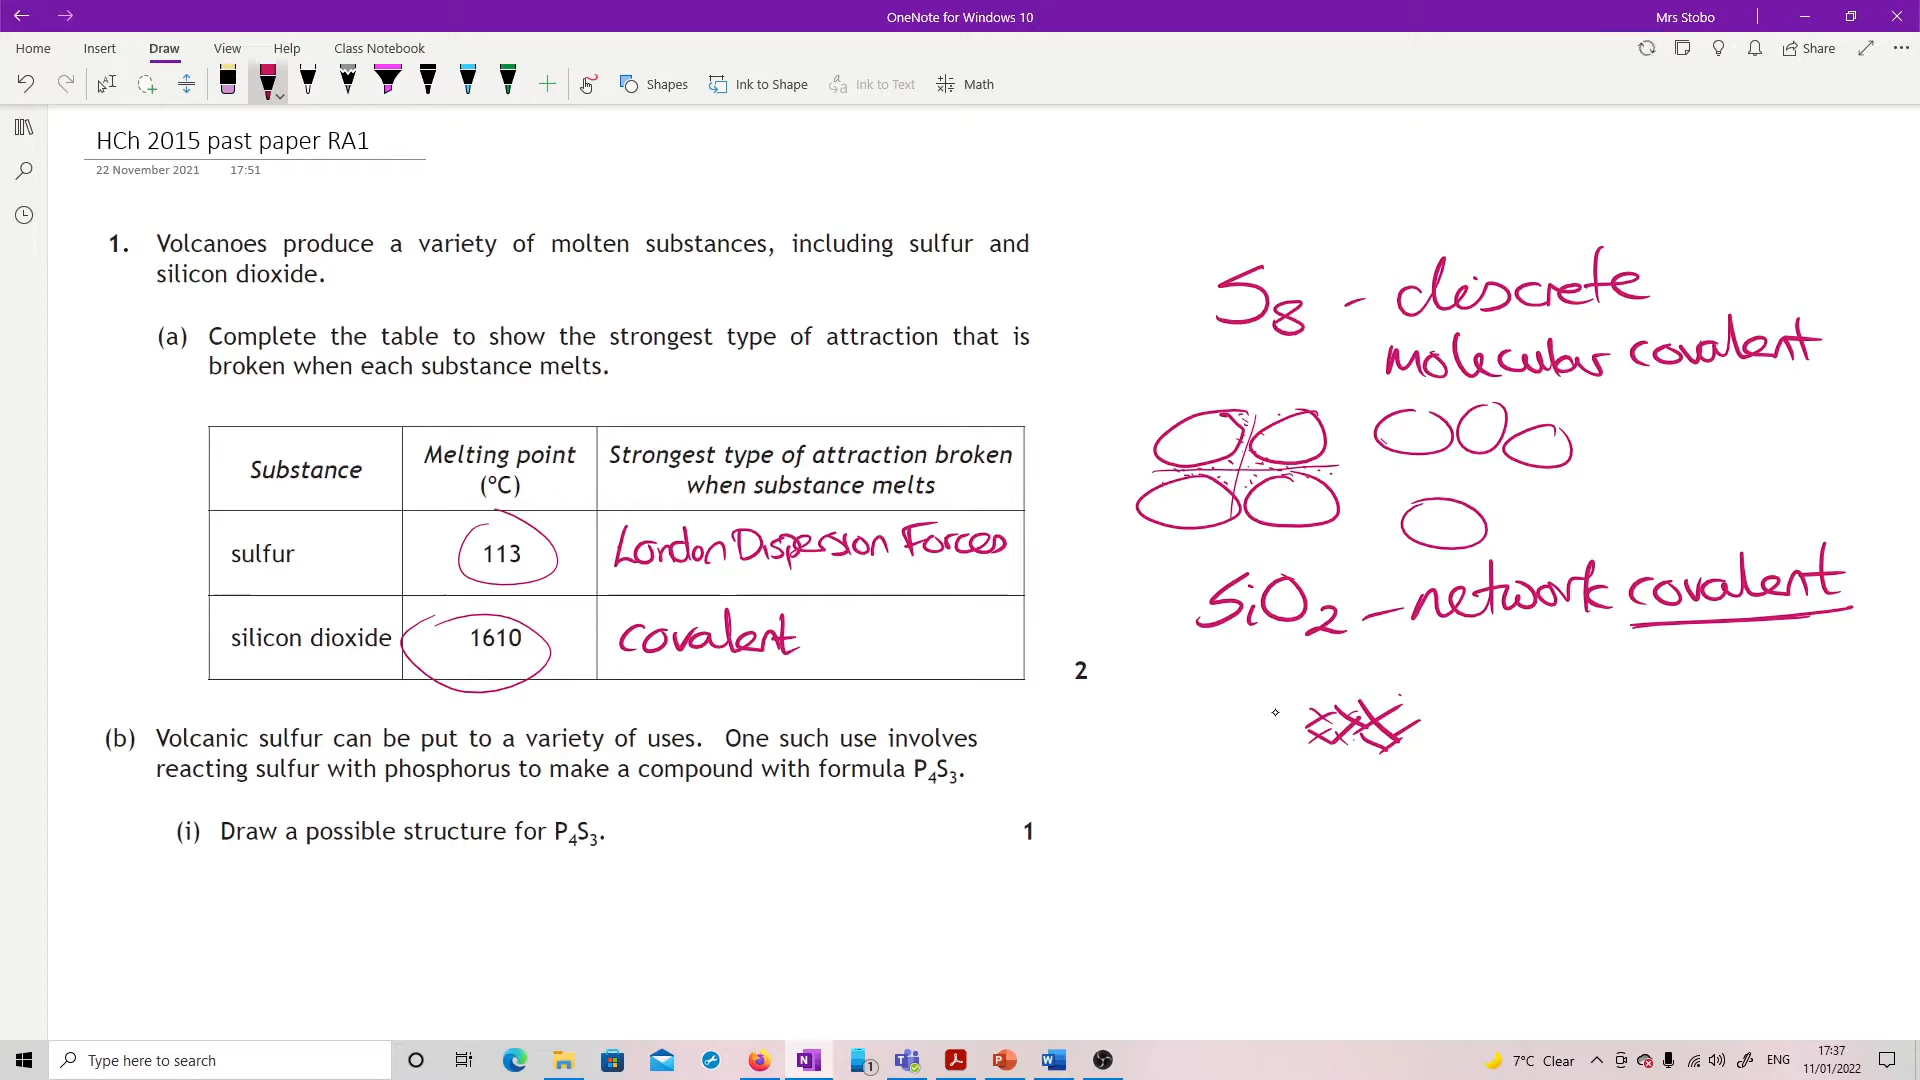 OneNote for Windows 10
Mrs Stobo
Home Insert Draw View Help Class Notebook
Share
Shapes Ink to Shape Ink to Text Math
HCh 2015 past paper RA1
22 November 2021 17:51
1. Volcanoes produce a variety of molten substances, including sulfur and
silicon dioxide.
(a) Complete the table to show the strongest type of attraction that is
broken when each substance melts.
Substance
Melting point
(°C)
Strongest type of attraction broken
when substance melts
sulfur
113
London Dispersion Forces
silicon dioxide
1610
covalent
2
(b) Volcanic sulfur can be put to a variety of uses. One such use involves
reacting sulfur with phosphorus to make a compound with formula P₄S₃.
(i) Draw a possible structure for P₄S₃.
1
S₈ - discrete
molecular covalent
SiO₂ - network covalent
Type here to search
1
7°C Clear
ENG
17:37
11/01/2022